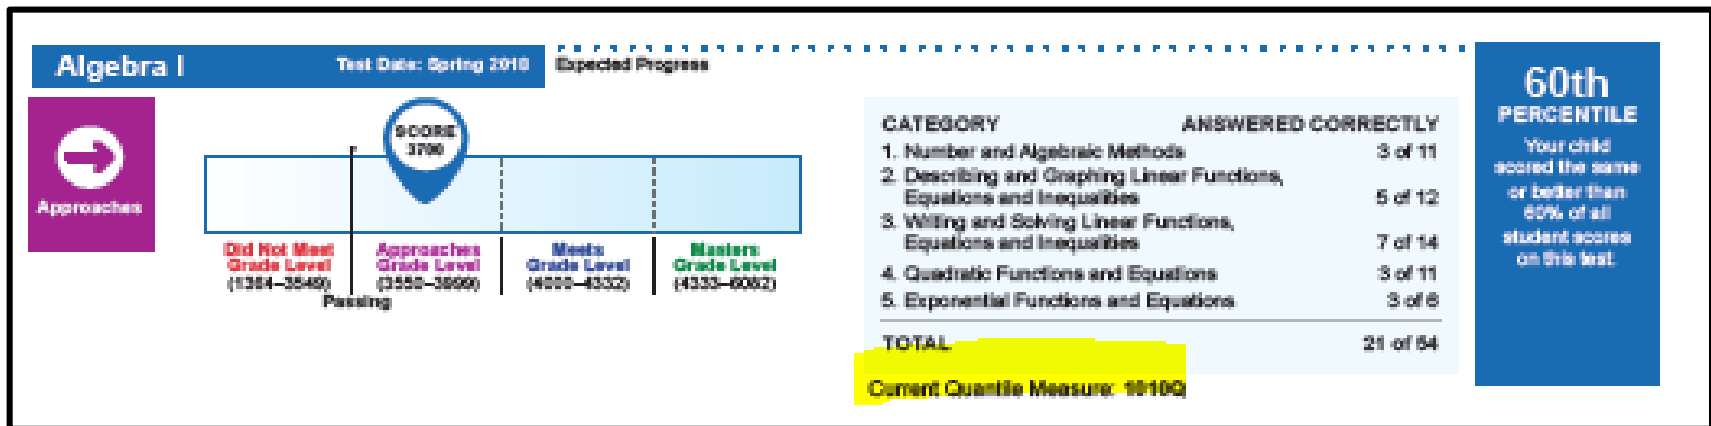 Algebra I
Test Date: Spring 2018
Expected Progress
Approaches
SCORE
3700
Did Not Meet
Grade Level
(1364–3549)
Passing
Approaches
Grade Level
(3550–3999)
Meets
Grade Level
(4000–4332)
Masters
Grade Level
(4333–6062)
CATEGORY ANSWERED CORRECTLY
1. Number and Algebraic Methods 3 of 11
2. Describing and Graphing Linear Functions,
Equations and Inequalities 5 of 12
3. Writing and Solving Linear Functions,
Equations and Inequalities 7 of 14
4. Quadratic Functions and Equations 3 of 11
5. Exponential Functions and Equations 3 of 6
TOTAL 21 of 54
Current Quantile Measure: 1010Q
60th
PERCENTILE
Your child
scored the same
or better than
60% of all
student scores
on this test.